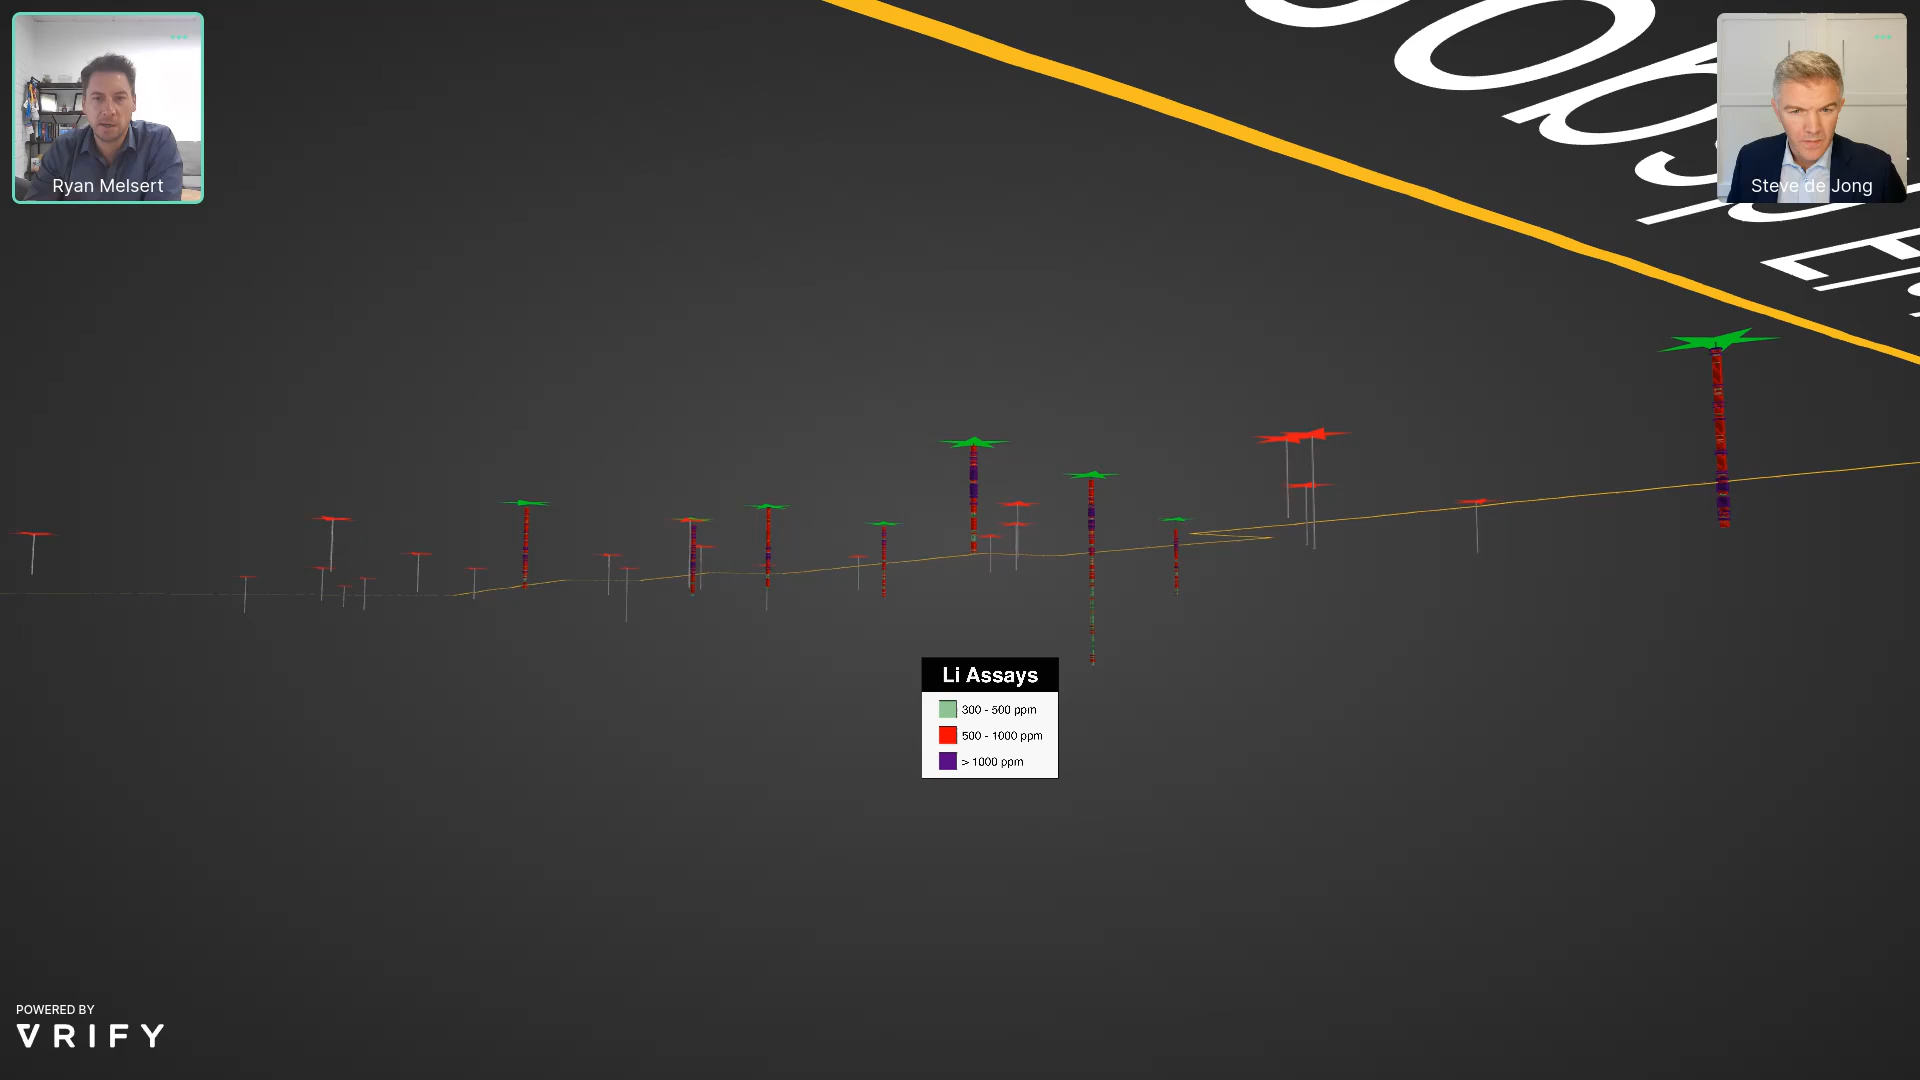 Ryan Melsert
Steve de Jong
Li Assays
300 - 500 ppm
500 - 1000 ppm
> 1000 ppm
POWERED BY
VRIFY